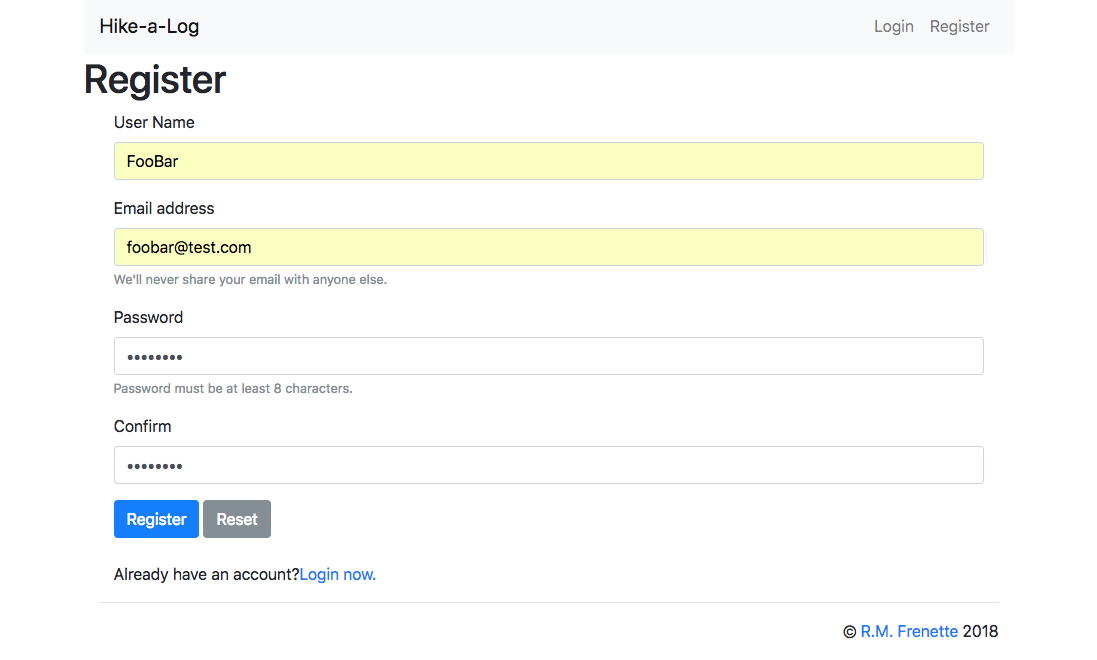 Hike-a-Log Login Register
Register
User Name
FooBar
Email address
foobar@test.com
We'll never share your email with anyone else.
Password
••••••••
Password must be at least 8 characters.
Confirm
••••••••
Register Reset
Already have an account?Login now.
© R.M. Frenette 2018